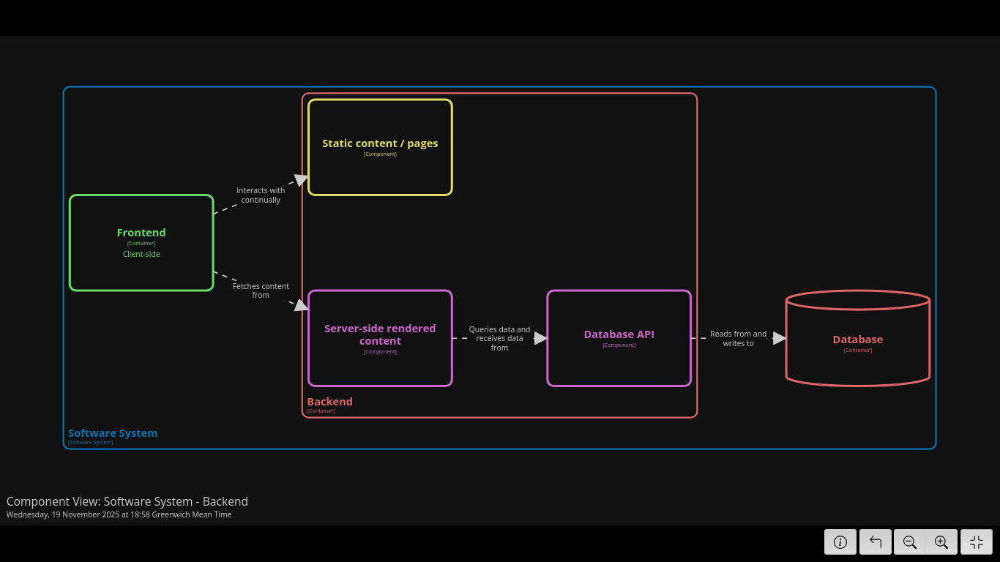 Static content / pages
[Component]
Interacts with
continually
Frontend
[Container]
Client-side
Fetches content
from
Server-side rendered
content
[Component]
Queries data and
receives data
from
Database API
[Component]
Reads from and
writes to
Database
[Container]
Backend
[Container]
Software System
[Software System]
Component View: Software System - Backend
Wednesday, 19 November 2025 at 18:58 Greenwich Mean Time